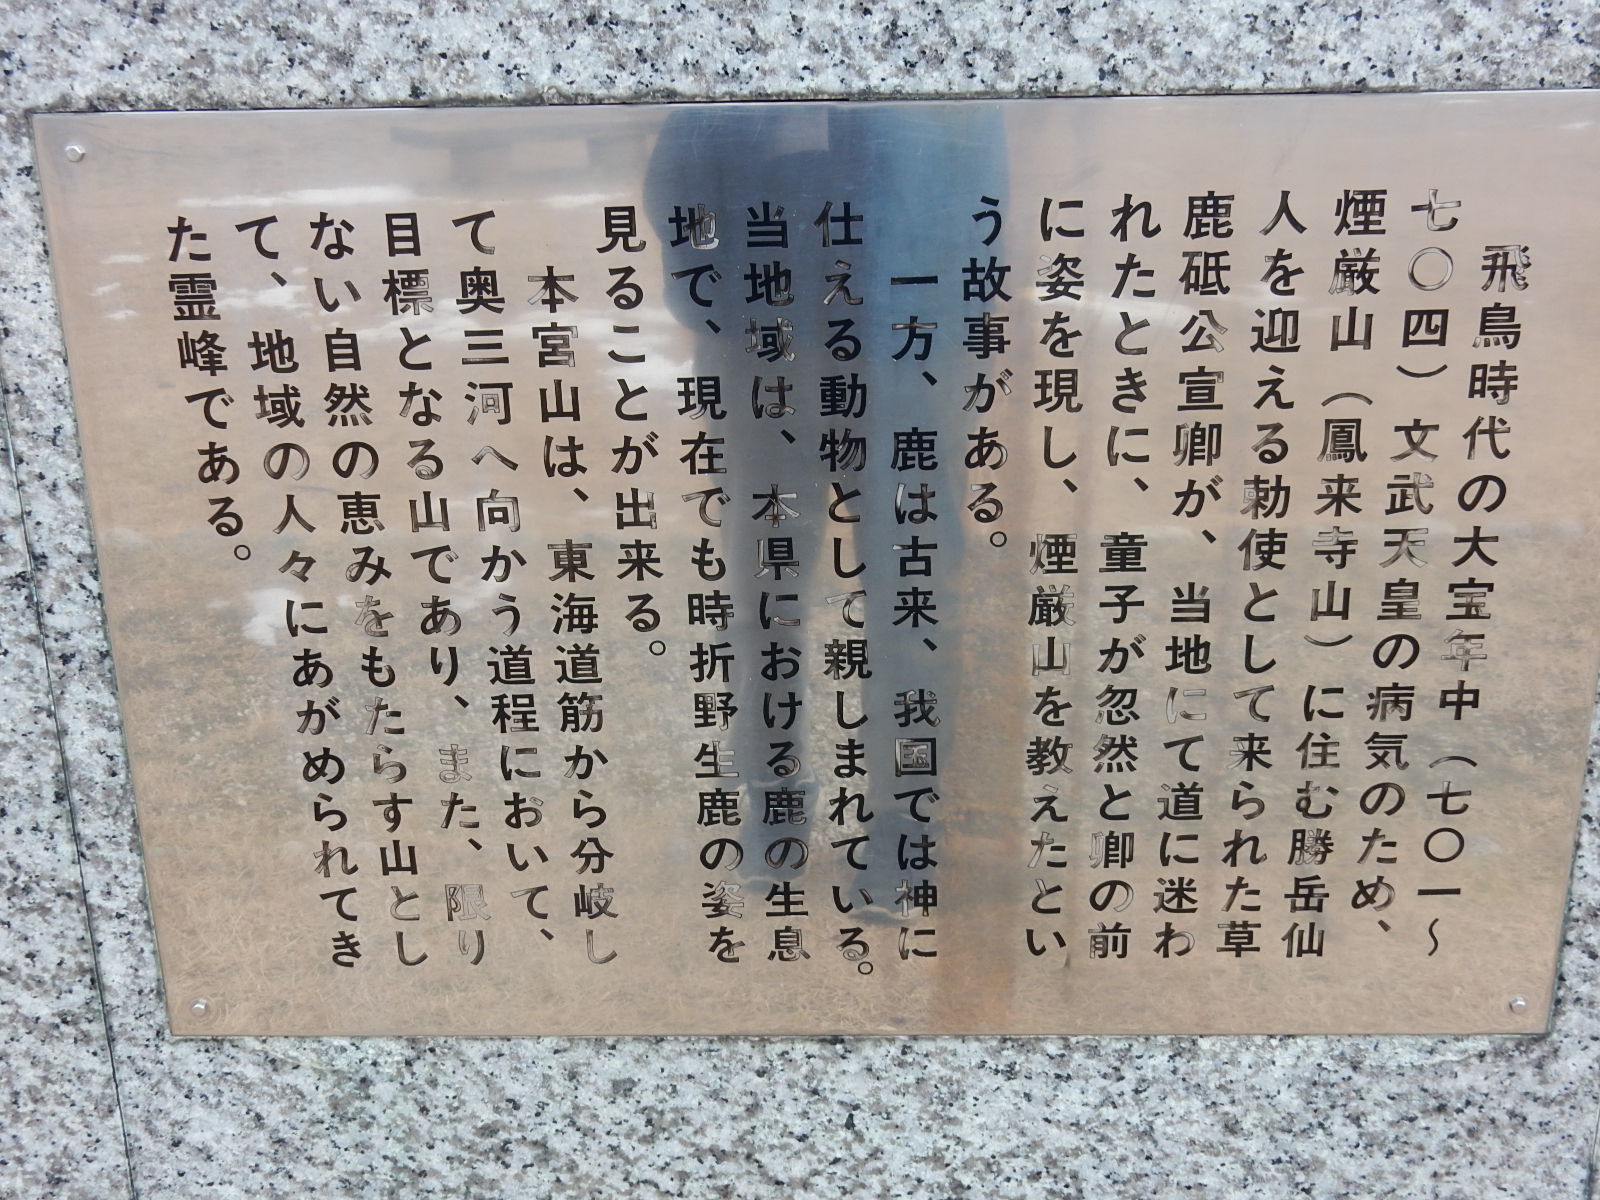 飛鳥時代の大宝年中（七〇一〜
七〇四）文武天皇の病気のため、
煙厳山（鳳来寺山）に住む勝岳仙
人を迎える勅使として来られた草
鹿砥公宣卿が、当地にて道に迷わ
れたときに、童子が忽然と卿の前
に姿を現し、煙厳山を教えたとい
う故事がある。
一方、鹿は古来、我国では神に
仕える動物として親しまれている。
当地域は、本県における鹿の生息
地で、現在でも時折野生鹿の姿を
見ることが出来る。
本宮山は、東海道筋から分岐し
て奥三河へ向かう道程において、
目標となる山であり、また、限り
ない自然の恵みをもたらす山とし
て、地域の人々にあがめられてき
た霊峰である。